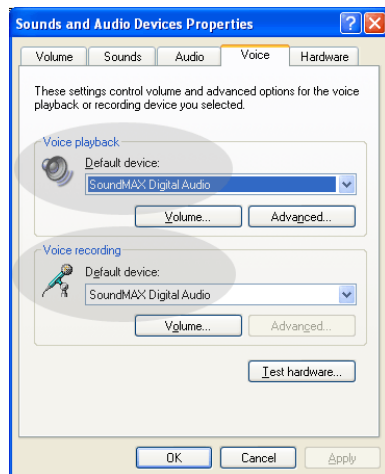 Sounds and Audio Devices Properties
Volume Sounds Audio Voice Hardware
These settings control volume and advanced options for the voice
playback or recording device you selected.
Voice playback
Default device:
SoundMAX Digital Audio
Volume... Advanced...
Voice recording
Default device:
SoundMAX Digital Audio
Volume... Advanced...
Test hardware...
OK Cancel Apply